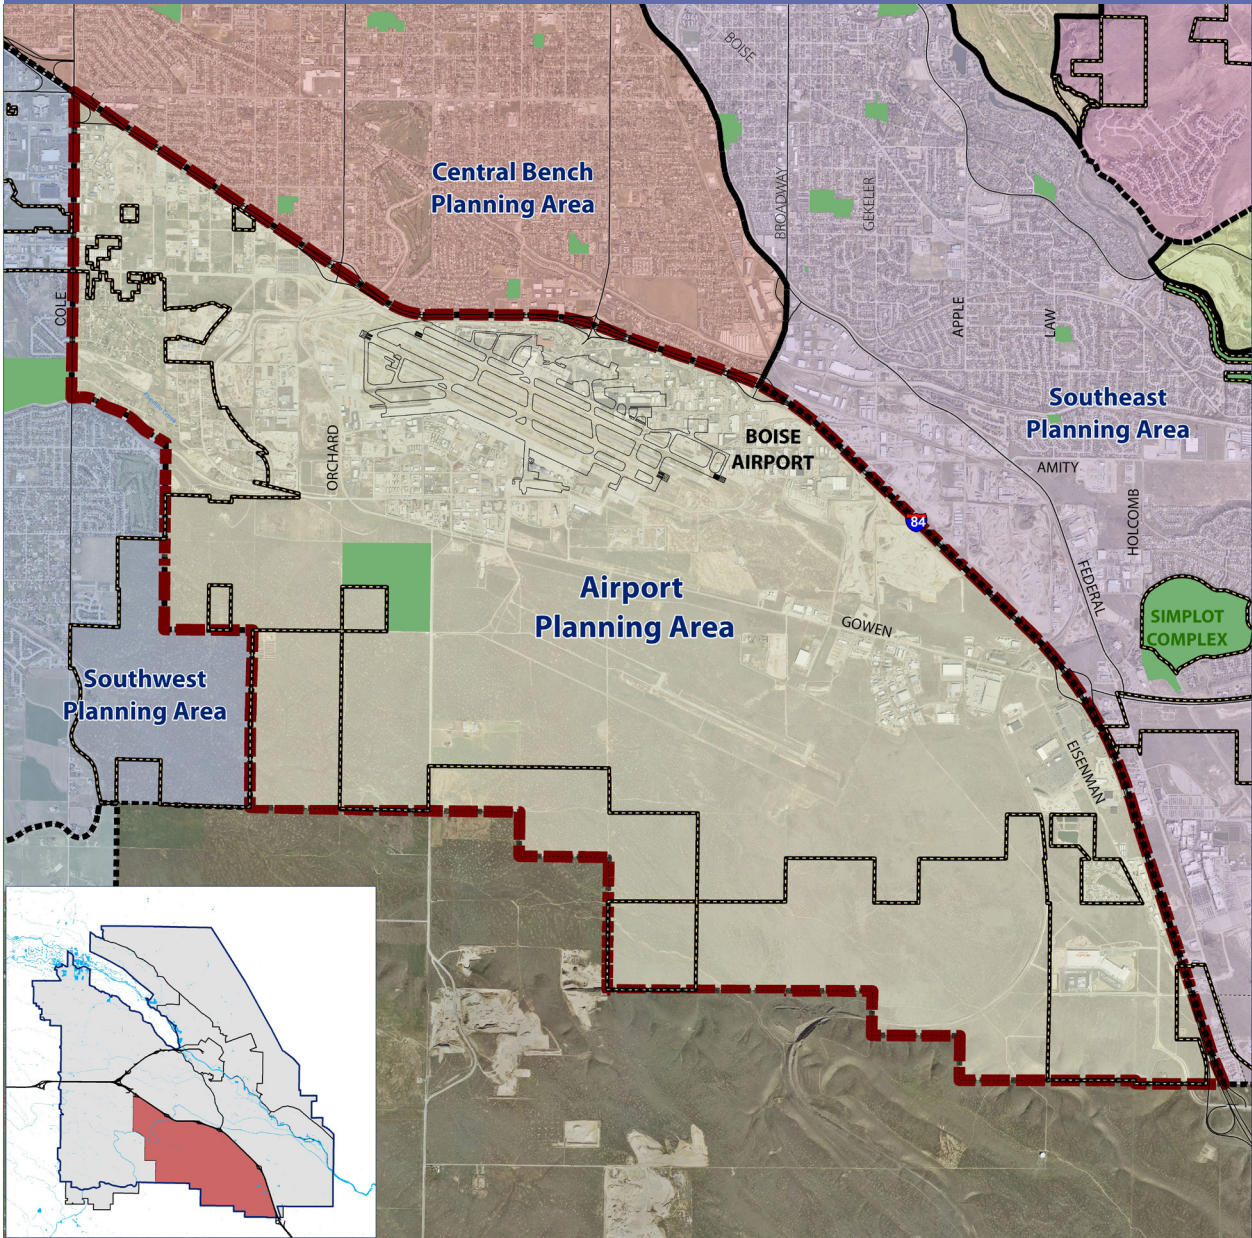 BOISE
Central Bench
Planning Area
BROADWAY
GEKELER
COLE
APPLE
LAW
Southeast
Planning Area
ORCHARD
BOISE
AIRPORT
AMITY
HOLCOMB
84
Airport
Planning Area
FEDERAL
GOWEN
SIMPLOT
COMPLEX
Southwest
Planning Area
EISENMAN